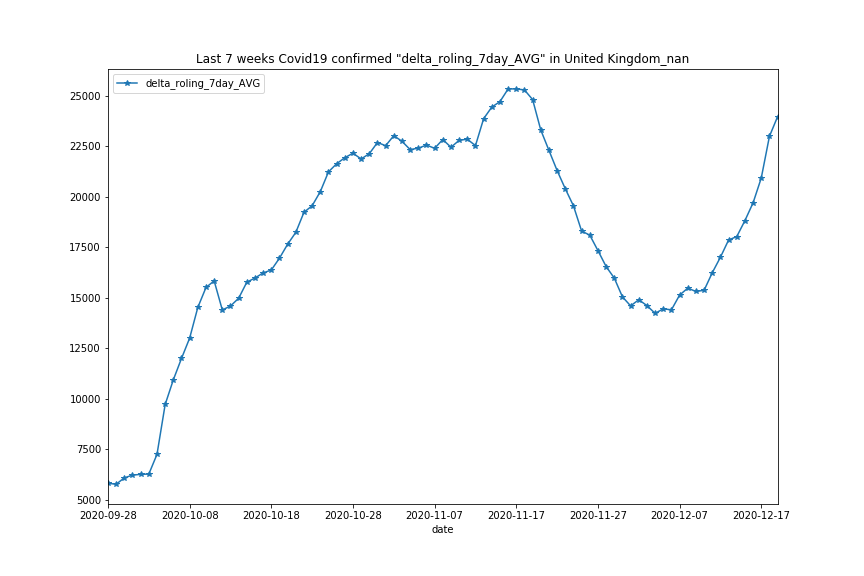 Last 7 weeks Covid19 confirmed "delta_roling_7day_AVG" in United Kingdom_nan
delta_roling_7day_AVG
25000
22500
20000
17500
15000
12500
10000
7500
5000
2020-09-28 2020-10-08 2020-10-18 2020-10-28 2020-11-07 2020-11-17 2020-11-27 2020-12-07 2020-12-17
date